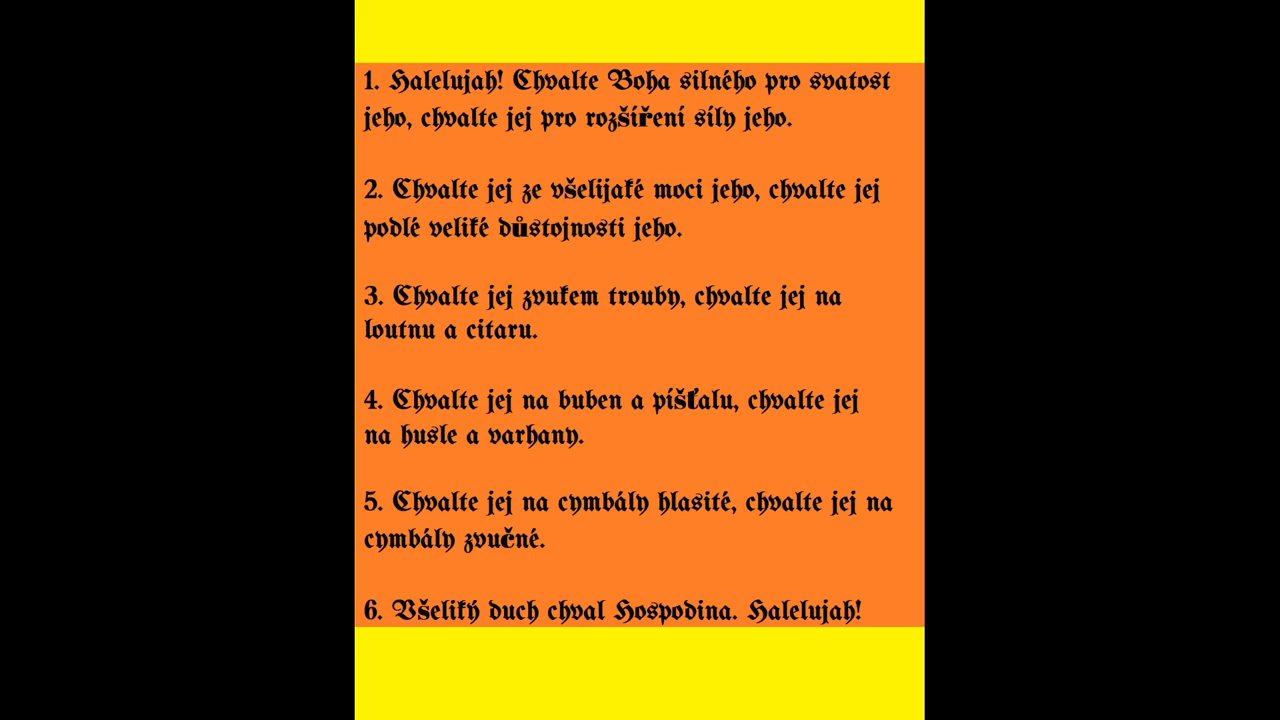 1. Halelujah! Chvalte Boha silného pro svatost
jeho, chvalte jej pro rozšíření síly jeho.
2. Chvalte jej ze všelijaké moci jeho, chvalte jej
podlé veliké důstojnosti jeho.
3. Chvalte jej zvukem trouby, chvalte jej na
loutnu a citaru.
4. Chvalte jej na buben a píšťalu, chvalte jej
na husle a varhany.
5. Chvalte jej na cymbály hlasité, chvalte jej na
cymbály zvučné.
6. Všeliký duch chval Hospodina. Halelujah!